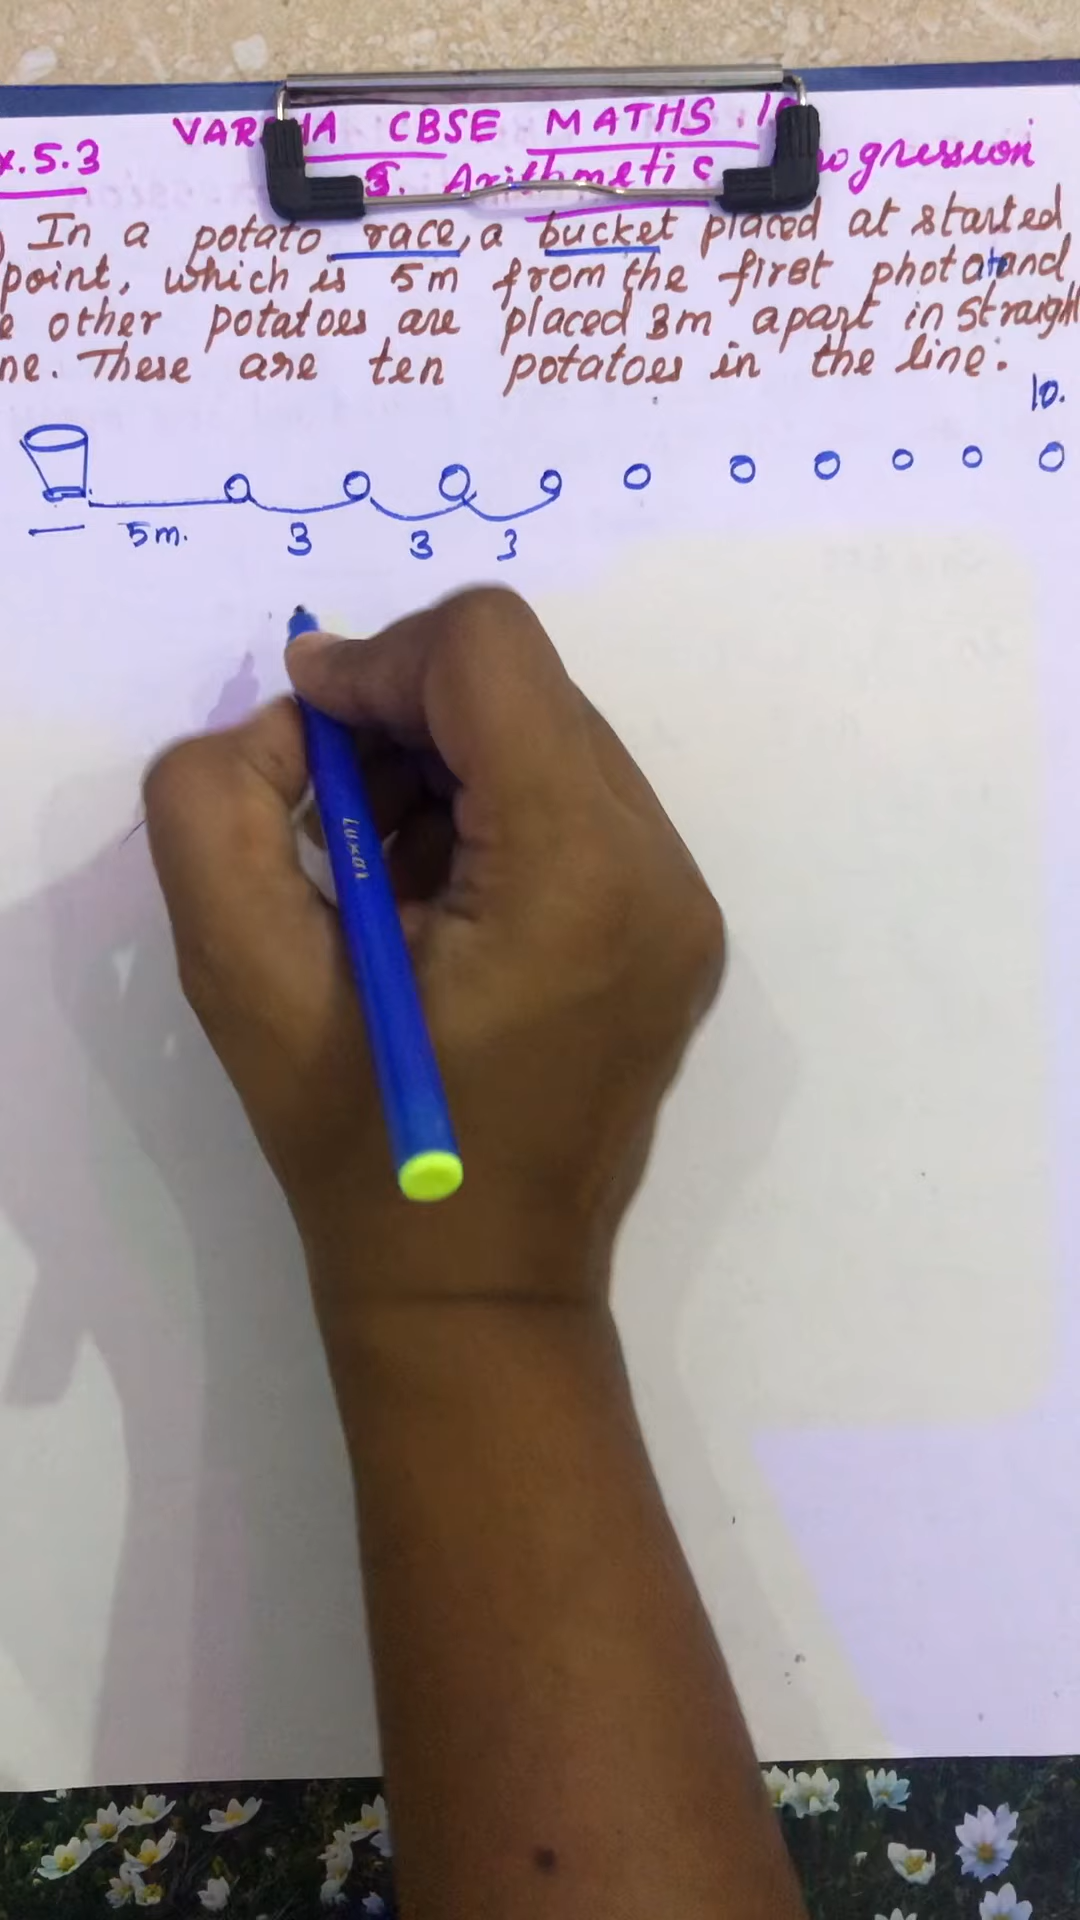 CBSE MATHS
x.5.3
5. Arithmetic
In a potato race, a bucket placed at started
point, which is 5m from the first and
e other potatoes are placed 3m apart in straight
ne. These are ten potatoes in the line.
10.
5m. 3 3 3
Luxor